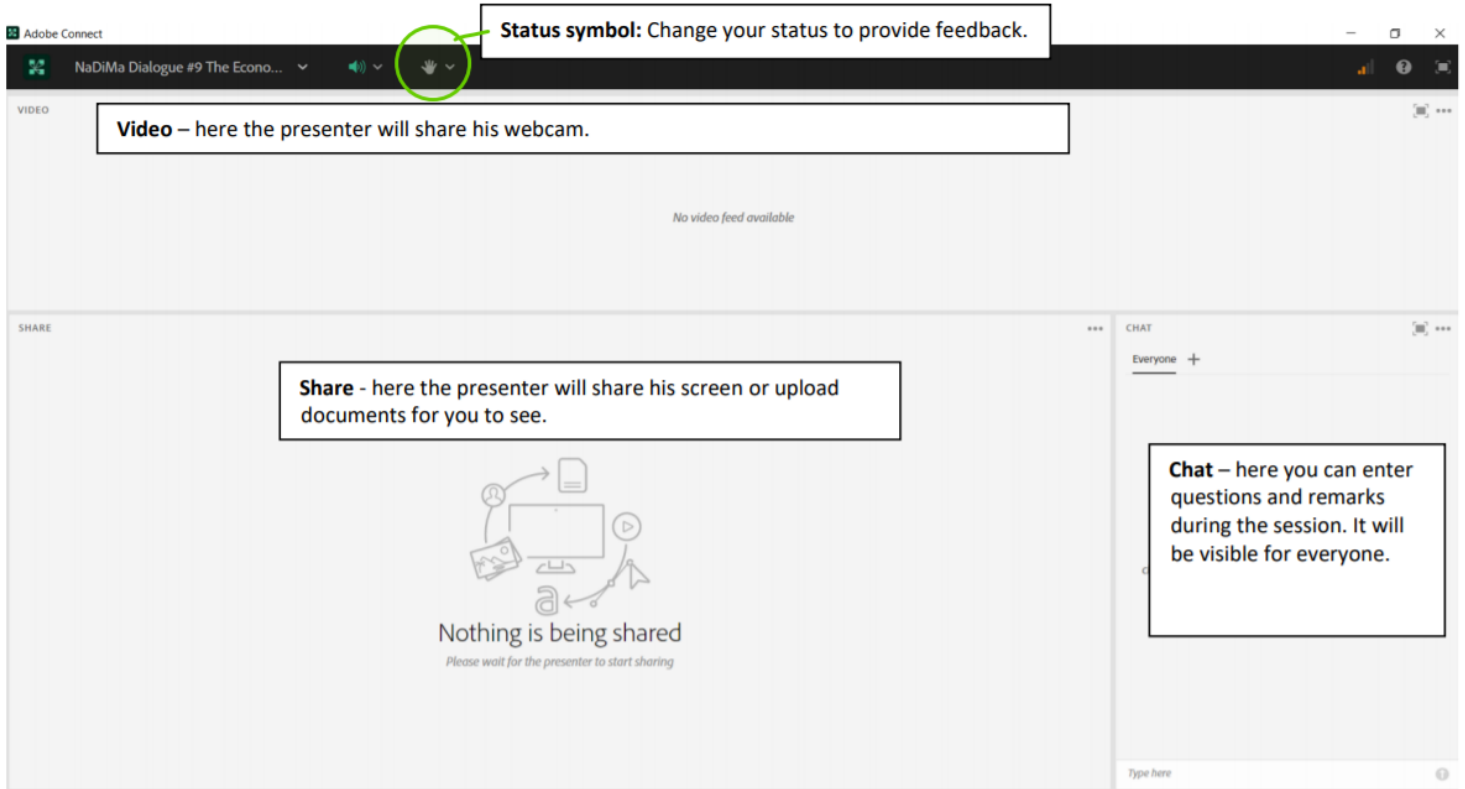 Status symbol: Change your status to provide feedback.
Adobe Connect
NaDiMa Dialogue #9 The Econo...
VIDEO
Video – here the presenter will share his webcam.
No video feed available
SHARE
Share - here the presenter will share his screen or upload
documents for you to see.
a
Nothing is being shared
Please wait for the presenter to start sharing
CHAT
Everyone
Chat – here you can enter
questions and remarks
during the session. It will
be visible for everyone.
Type here